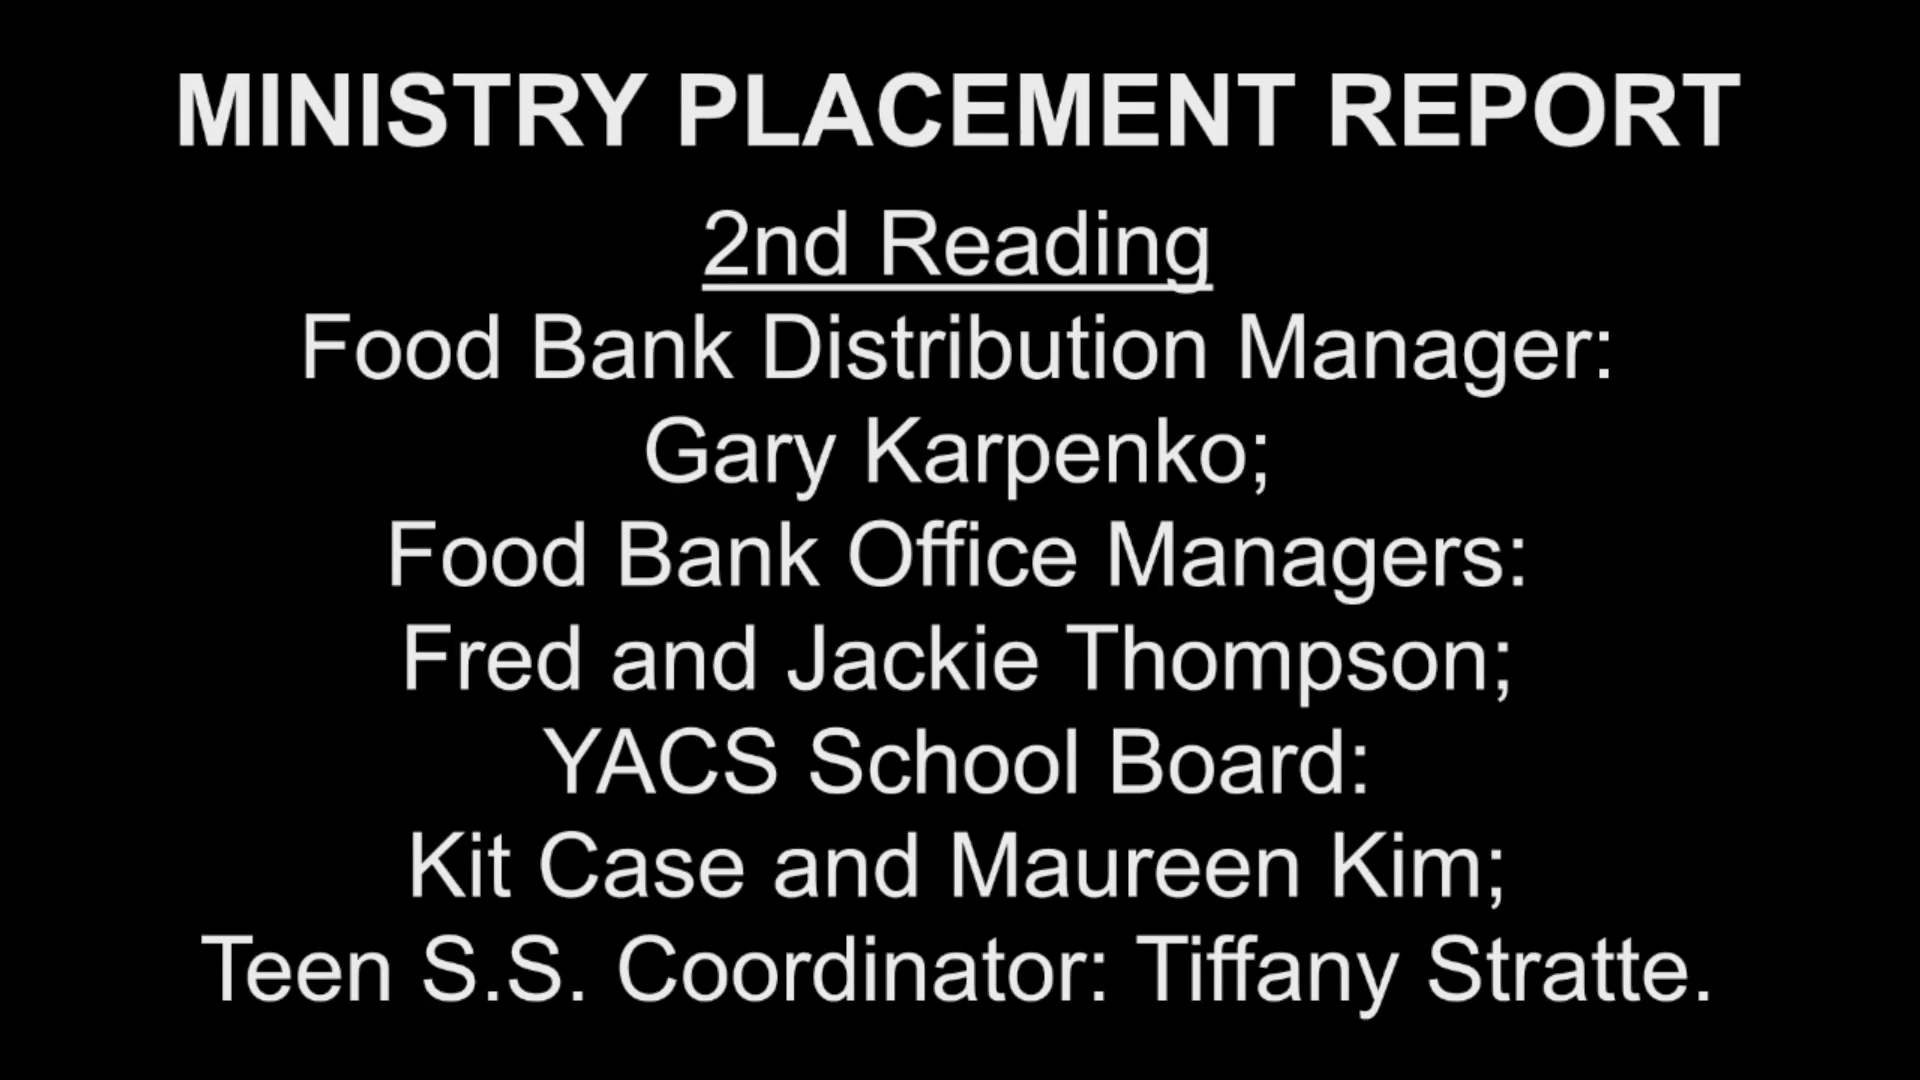 MINISTRY PLACEMENT REPORT
2nd Reading
Food Bank Distribution Manager:
Gary Karpenko;
Food Bank Office Managers:
Fred and Jackie Thompson;
YACS School Board:
Kit Case and Maureen Kim;
Teen S.S. Coordinator: Tiffany Stratte.